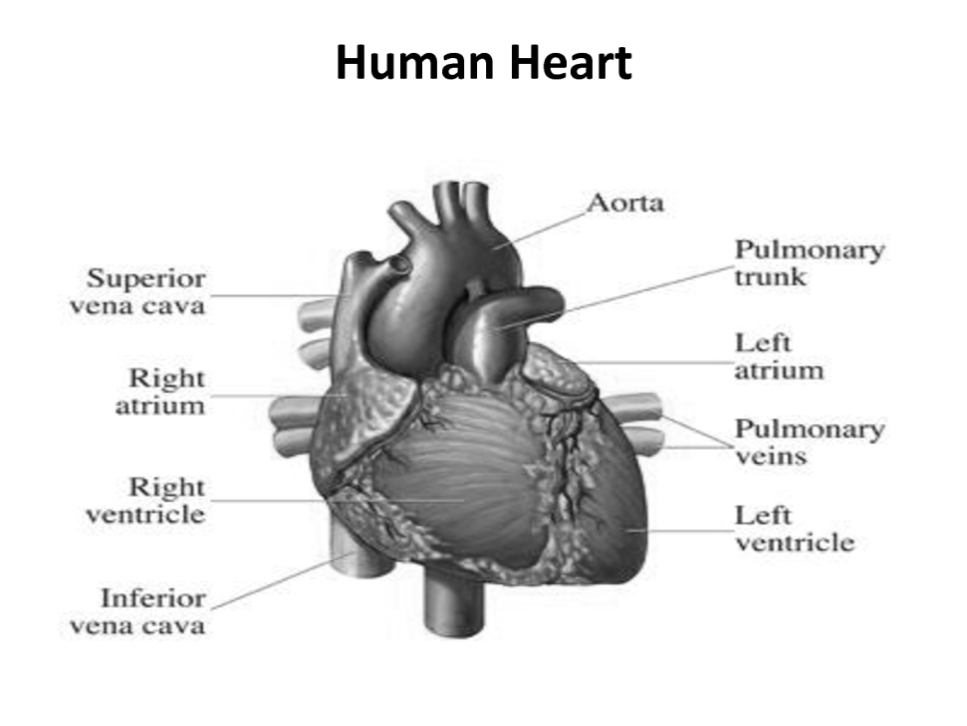 Human Heart
Aorta
Pulmonary
trunk
Superior
vena cava
Left
atrium
Right
atrium
Pulmonary
veins
Right
ventricle
Left
ventricle
Inferior
vena cava